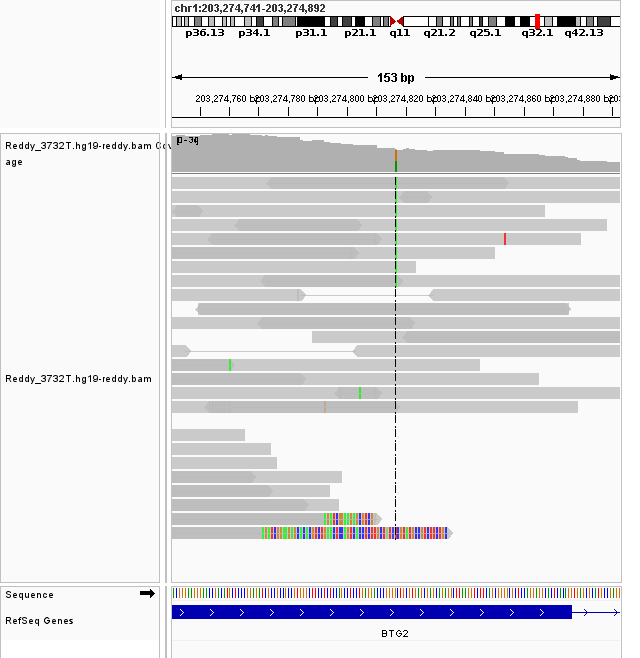 chr1:203,274,741-203,274,892
p36.13 p34.1 p31.1 p21.1 q11 q21.2 q25.1 q32.1 q42.13
153 bp
203,274,760 bp 203,274,780 bp 203,274,800 bp 203,274,820 bp 203,274,840 bp 203,274,860 bp 203,274,880 bp
Reddy_3732T.hg19-reddy.bam Cov
age
Reddy_3732T.hg19-reddy.bam
Sequence
RefSeq Genes
BTG2